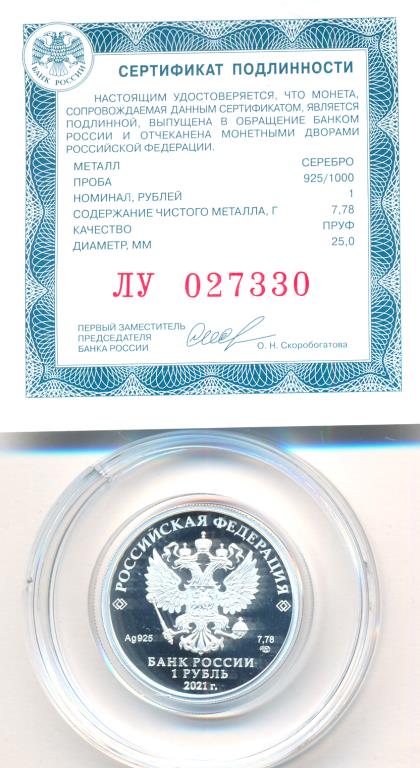 БАНК РОССИИ
СЕРТИФИКАТ ПОДЛИННОСТИ
НАСТОЯЩИМ УДОСТОВЕРЯЕТСЯ, ЧТО МОНЕТА,
СОПРОВОЖДАЕМАЯ ДАННЫМ СЕРТИФИКАТОМ, ЯВЛЯЕТСЯ
ПОДЛИННОЙ, ВЫПУЩЕНА В ОБРАЩЕНИЕ БАНКОМ
РОССИИ И ОТЧЕКАНЕНА МОНЕТНЫМИ ДВОРАМИ
РОССИЙСКОЙ ФЕДЕРАЦИИ.
МЕТАЛЛ СЕРЕБРО
ПРОБА 925/1000
НОМИНАЛ, РУБЛЕЙ 1
СОДЕРЖАНИЕ ЧИСТОГО МЕТАЛЛА, Г 7,78
КАЧЕСТВО ПРУФ
ДИАМЕТР, ММ 25,0
ЛУ 027330
ПЕРВЫЙ ЗАМЕСТИТЕЛЬ
ПРЕДСЕДАТЕЛЯ
БАНКА РОССИИ
О. Н. Скоробогатова
РОССИЙСКАЯ ФЕДЕРАЦИЯ
Ag 925 7,78
БАНК РОССИИ
1 РУБЛЬ
2021 г.